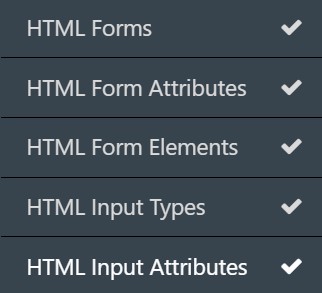 HTML Forms
HTML Form Attributes
HTML Form Elements
HTML Input Types
HTML Input Attributes